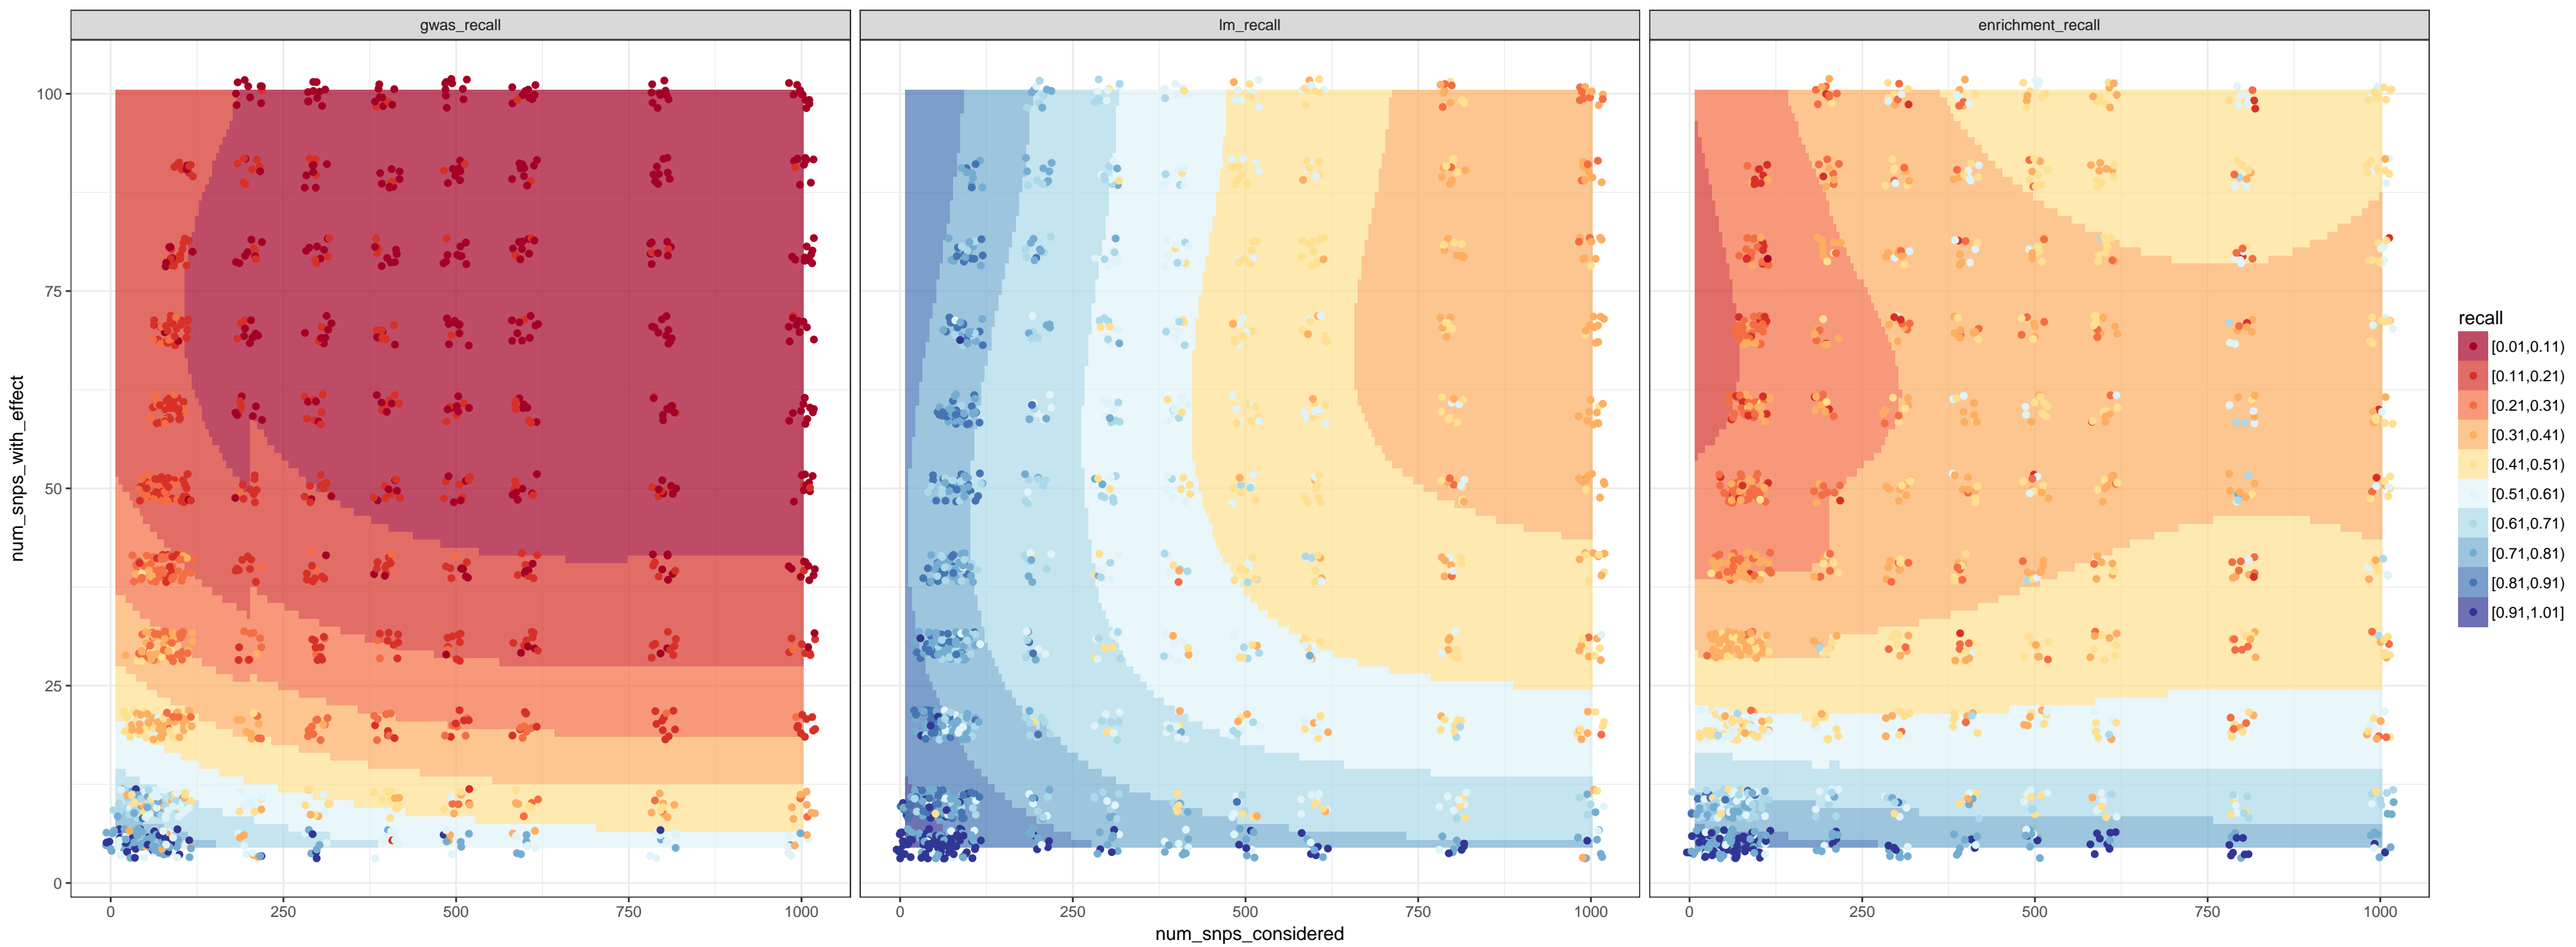 gwas_recall
lm_recall
enrichment_recall
num_snps_with_effect
100
75
50
25
0
0 250 500 750 1000
0 250 500 750 1000
0 250 500 750 1000
num_snps_considered
recall
[0.01,0.11)
[0.11,0.21)
[0.21,0.31)
[0.31,0.41)
[0.41,0.51)
[0.51,0.61)
[0.61,0.71)
[0.71,0.81)
[0.81,0.91)
[0.91,1.01]